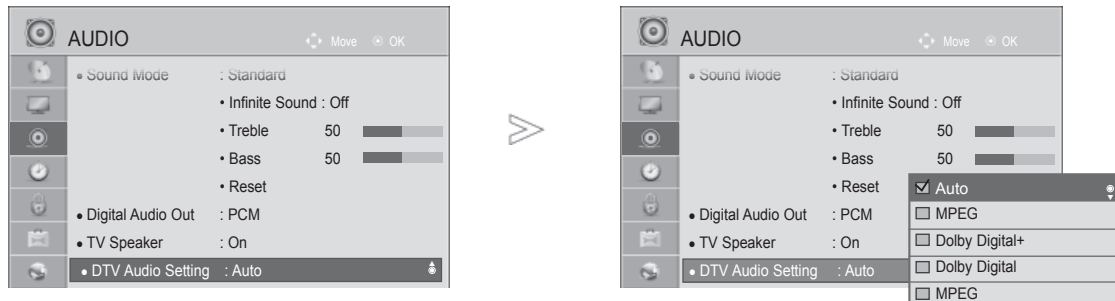 AUDIO
Move OK
• Sound Mode : Standard
• Infinite Sound : Off
• Treble 50
• Bass 50
• Reset
• Digital Audio Out : PCM
• TV Speaker : On
• DTV Audio Setting : Auto
AUDIO
Move OK
• Sound Mode : Standard
• Infinite Sound : Off
• Treble 50
• Bass 50
• Reset
• Digital Audio Out : PCM
• TV Speaker : On
• DTV Audio Setting : Auto
Auto
MPEG
Dolby Digital+
Dolby Digital
MPEG